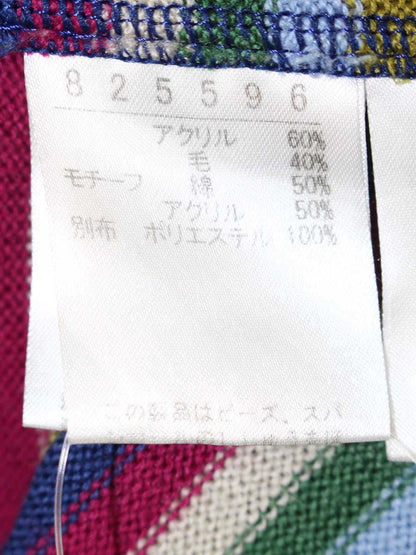 825596
アクリル 60%
毛 40%
モチーフ 綿 50%
アクリル 50%
別布 ポリエステル 100%
この製品はビーズ、スパ